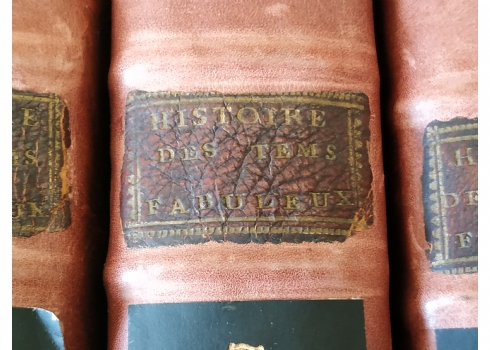 HISTOIRE
DES TEMS
FABULEUX